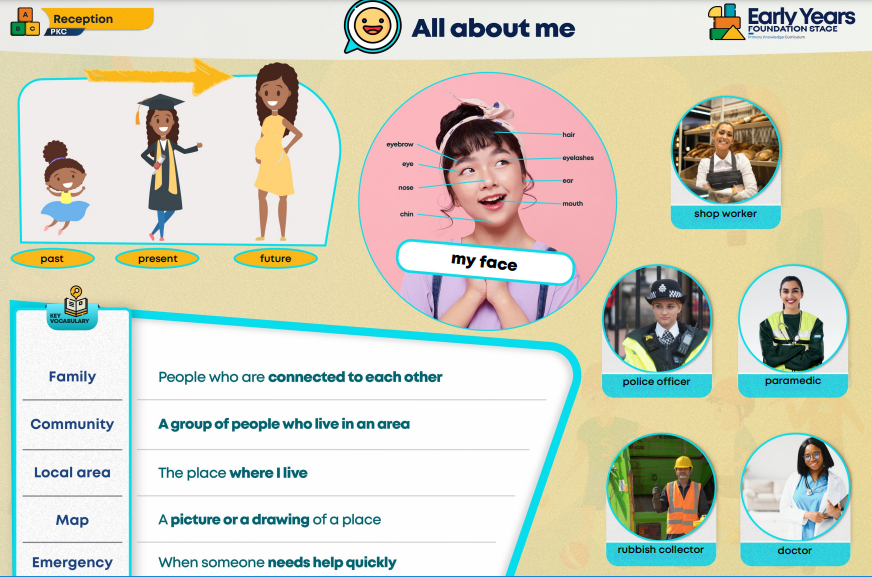 A
B
C
Reception
PKC
All about me
Early Years
FOUNDATION STAGE
Primary Knowledge Curriculum
past
present
future
eyebrow
eye
nose
chin
hair
eyelashes
ear
mouth
my face
shop worker
police officer
paramedic
rubbish collector
doctor
KEY
VOCABULARY
Family
People who are connected to each other
Community
A group of people who live in an area
Local area
The place where I live
Map
A picture or a drawing of a place
Emergency
When someone needs help quickly